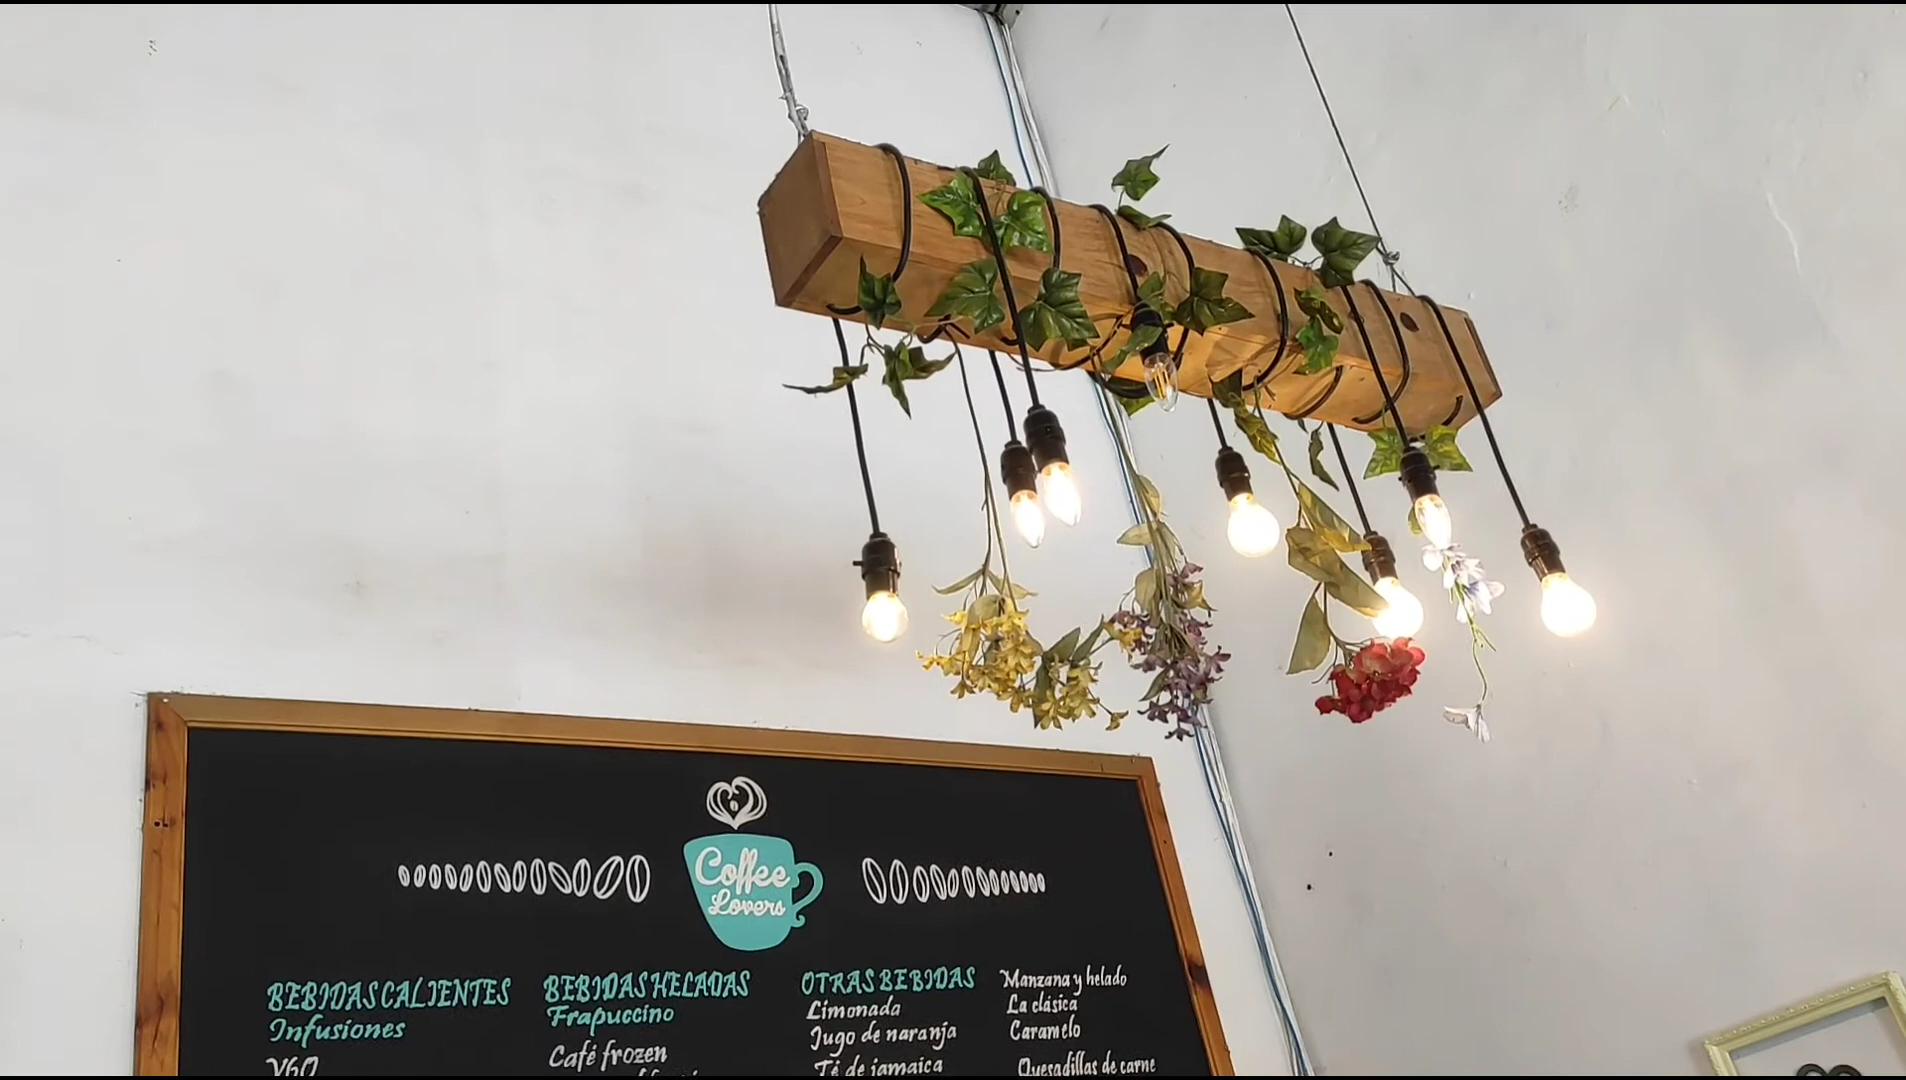 Coffee
Lovers
BEBIDAS CALIENTES
Infusiones
V60
BEBIDAS HELADAS
Frapuccino
Café frozen
OTRAS BEBIDAS
Limonada
Jugo de naranja
Té de jamaica
Manzana y helado
La clásica
Caramelo
Quesadillas de carne